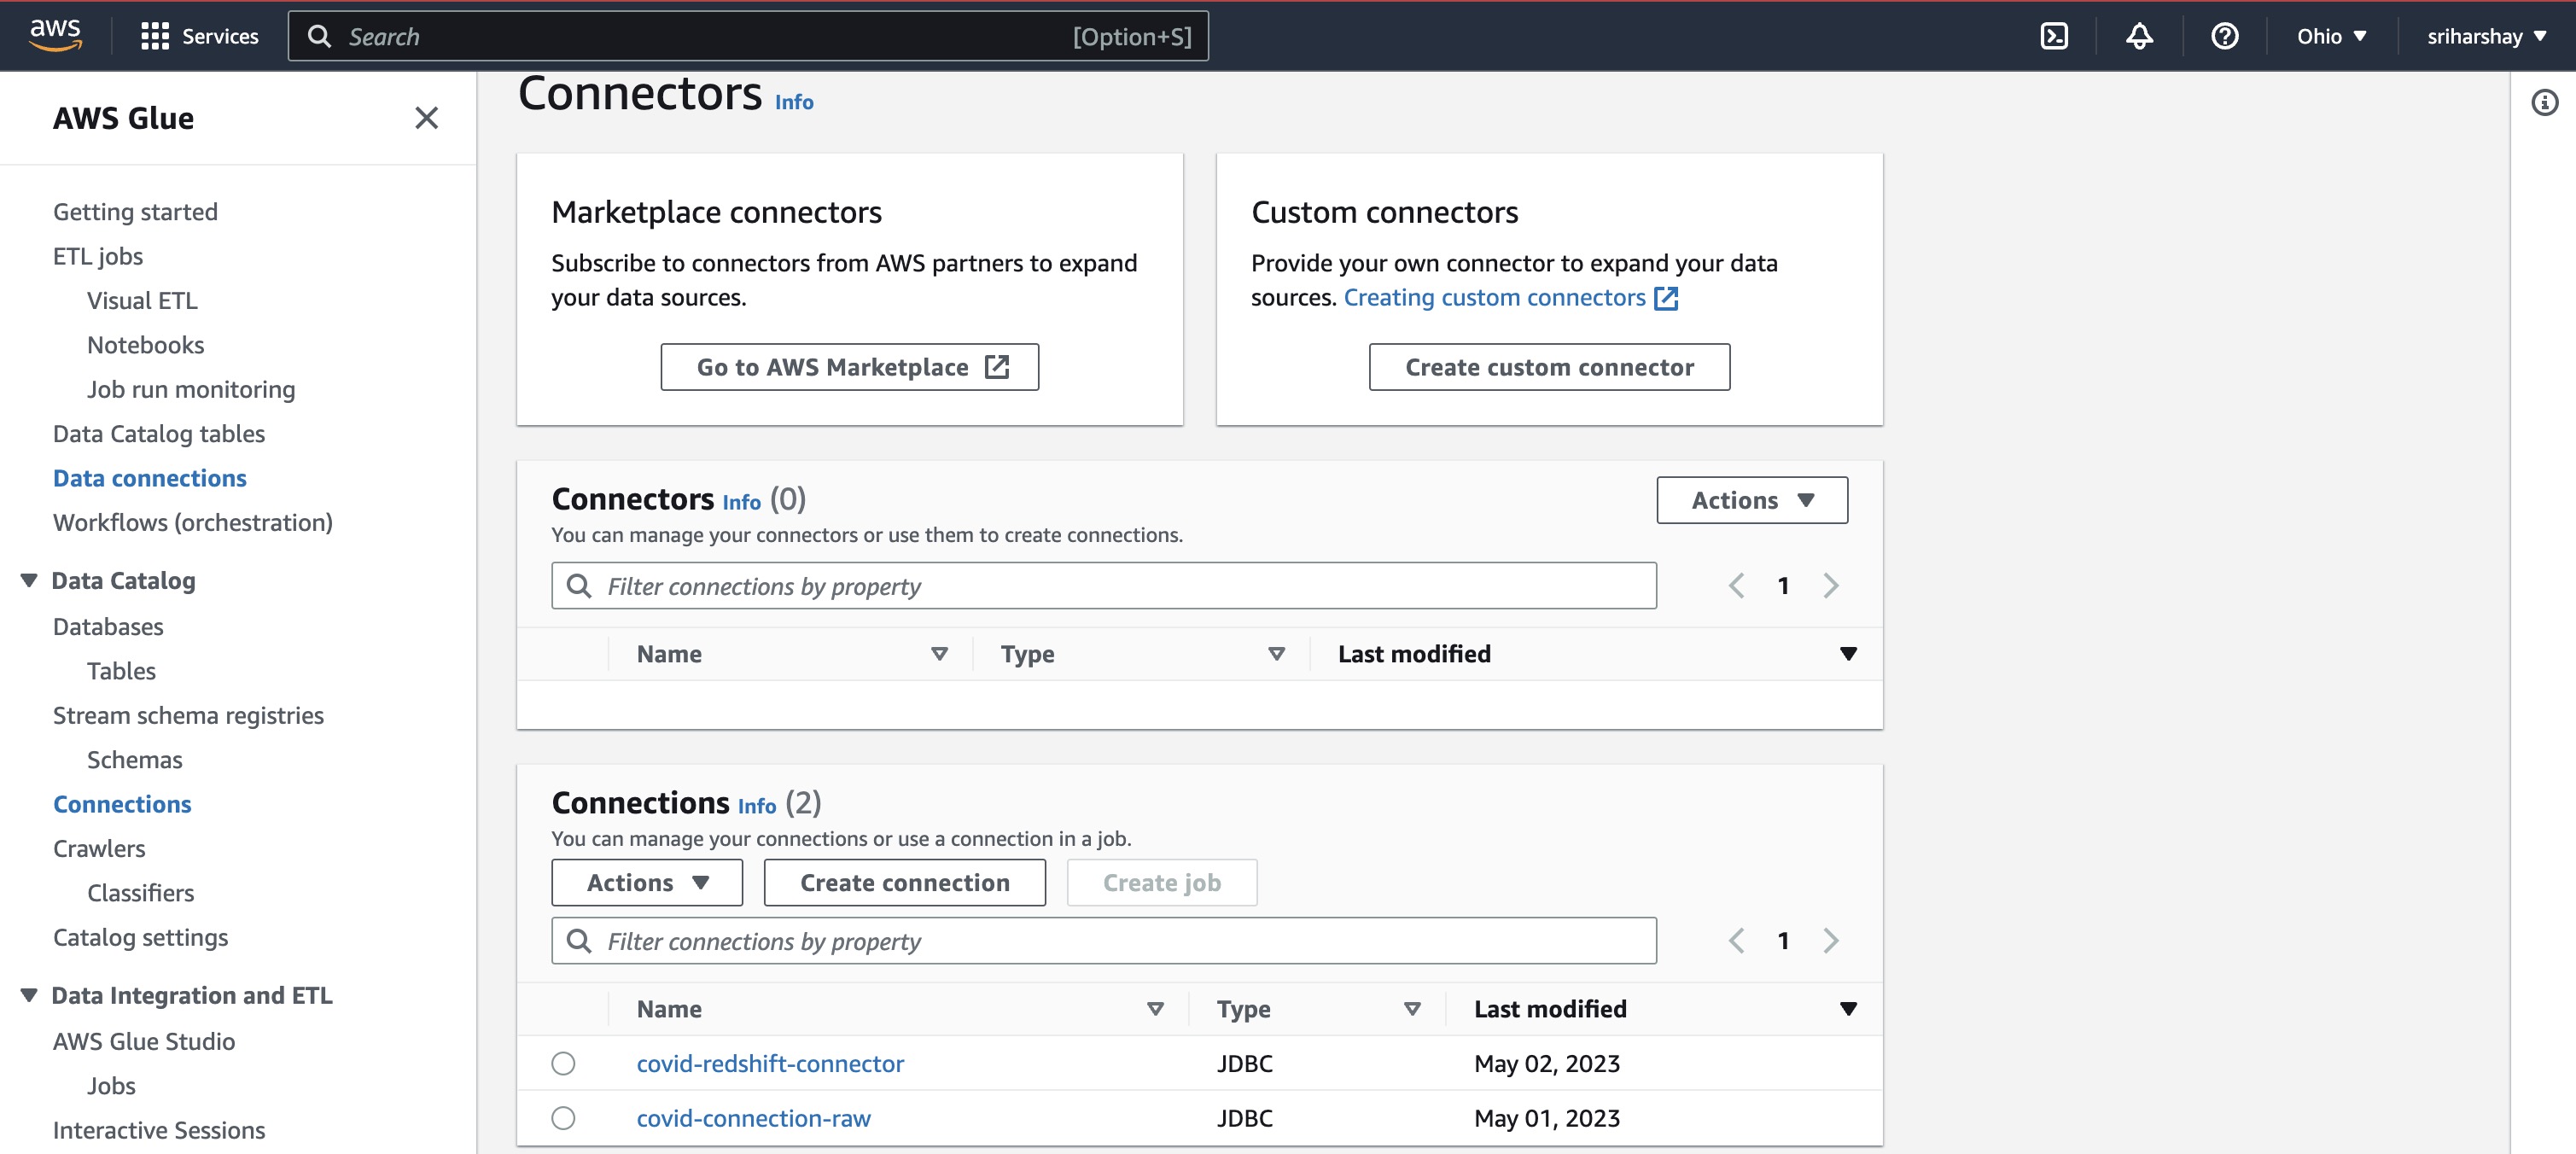 aws
Services
Search
[Option+S]
Ohio
sriharshay
AWS Glue
Getting started
ETL jobs
Visual ETL
Notebooks
Job run monitoring
Data Catalog tables
Data connections
Workflows (orchestration)
Data Catalog
Databases
Tables
Stream schema registries
Schemas
Connections
Crawlers
Classifiers
Catalog settings
Data Integration and ETL
AWS Glue Studio
Jobs
Interactive Sessions
Connectors Info
Marketplace connectors
Subscribe to connectors from AWS partners to expand
your data sources.
Go to AWS Marketplace
Custom connectors
Provide your own connector to expand your data
sources. Creating custom connectors
Create custom connector
Connectors Info (0)
Actions
You can manage your connectors or use them to create connections.
Filter connections by property
1
Name Type Last modified
Connections Info (2)
You can manage your connections or use a connection in a job.
Actions Create connection Create job
Filter connections by property
1
Name Type Last modified
covid-redshift-connector JDBC May 02, 2023
covid-connection-raw JDBC May 01, 2023